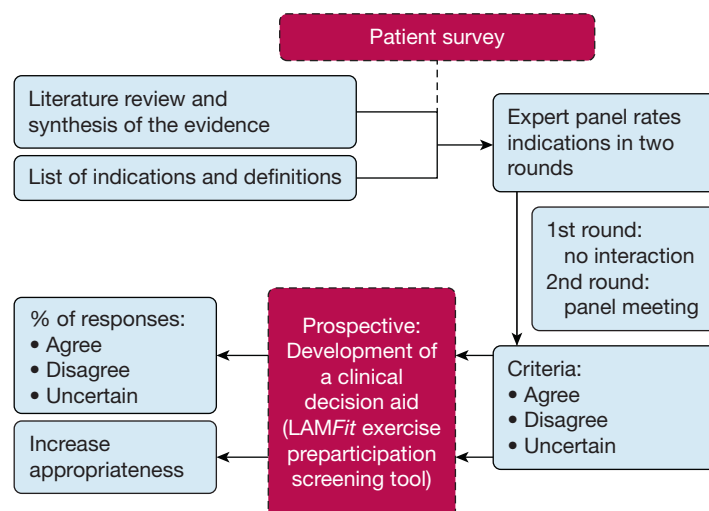 Patient survey
Literature review and
synthesis of the evidence
List of indications and definitions
Expert panel rates
indications in two
rounds
1st round:
no interaction
2nd round:
panel meeting
Criteria:
• Agree
• Disagree
• Uncertain
Prospective:
Development of
a clinical
decision aid
(LAMFit exercise
preparticipation
screening tool)
% of responses:
• Agree
• Disagree
• Uncertain
Increase
appropriateness